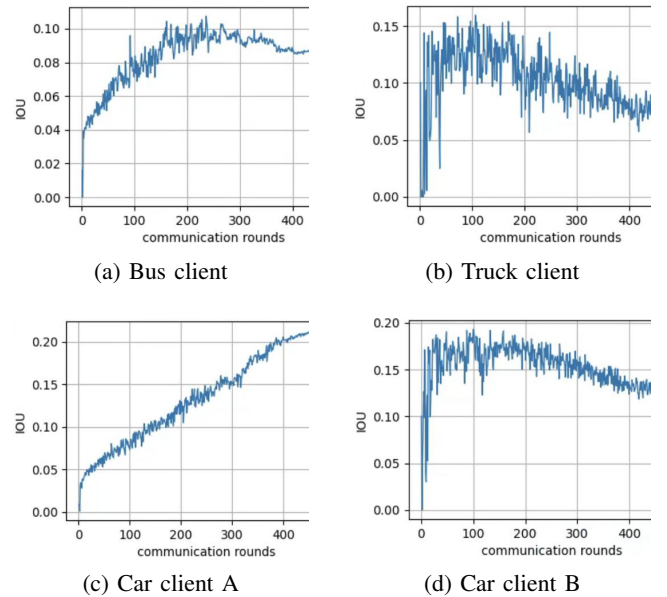 IOU
0.10
0.08
0.06
0.04
0.02
0.00
0 100 200 300 400
communication rounds
(a) Bus client
IOU
0.15
0.10
0.05
0.00
0 100 200 300 400
communication rounds
(b) Truck client
IOU
0.20
0.15
0.10
0.05
0.00
0 100 200 300 400
communication rounds
(c) Car client A
IOU
0.20
0.15
0.10
0.05
0.00
0 100 200 300 400
communication rounds
(d) Car client B